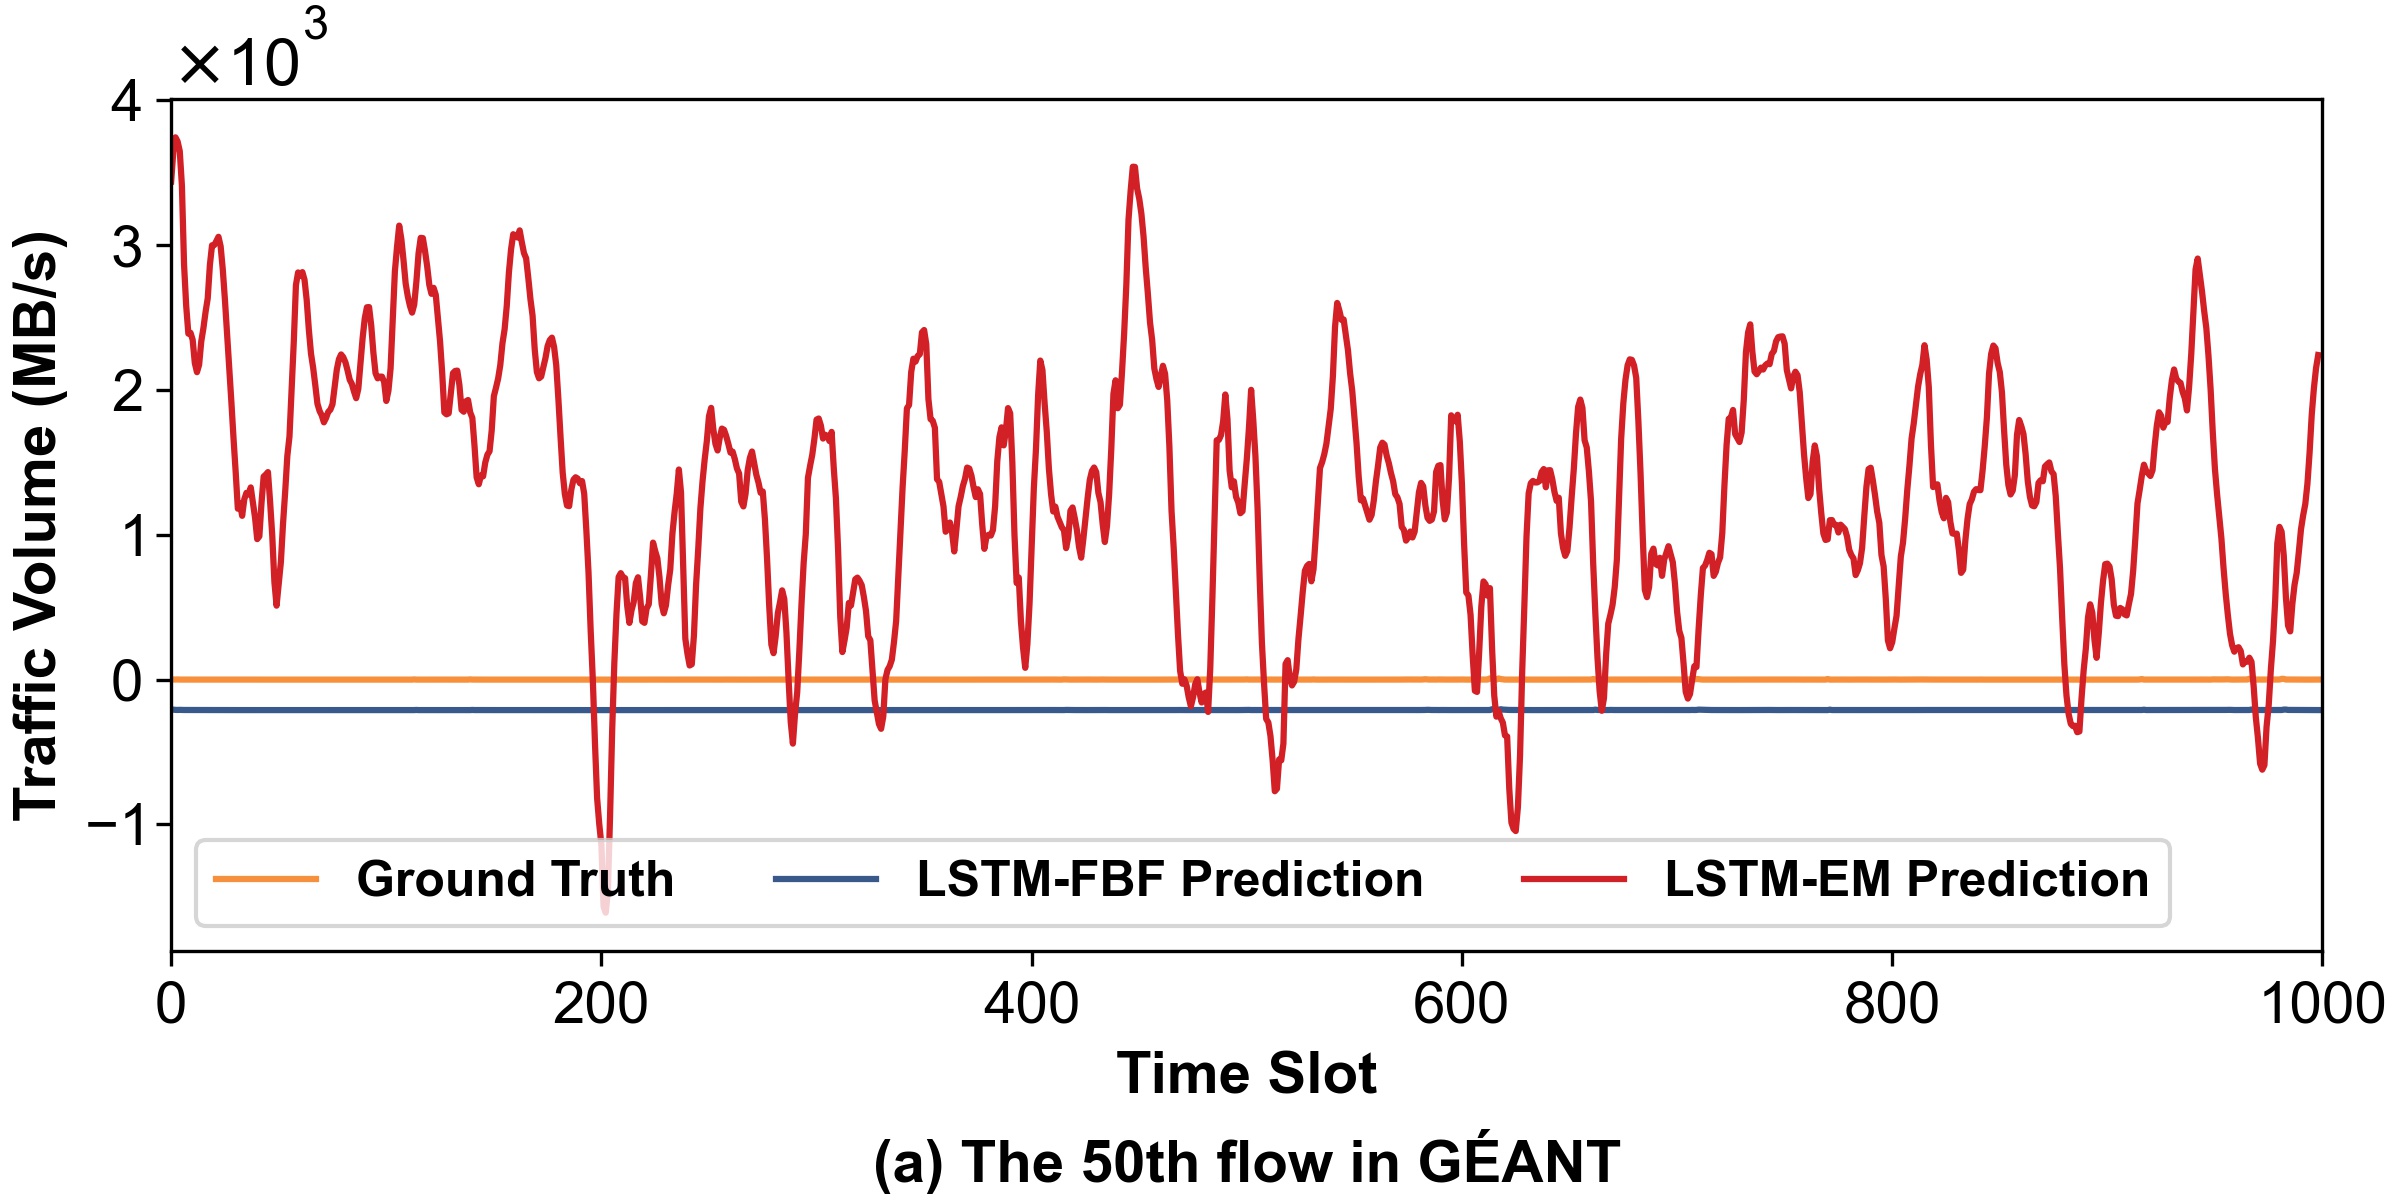 ×10³
4
3
2
1
0
−1
Traffic Volume (MB/s)
Ground Truth LSTM-FBF Prediction LSTM-EM Prediction
0 200 400 600 800 1000
Time Slot
(a) The 50th flow in GÉANT